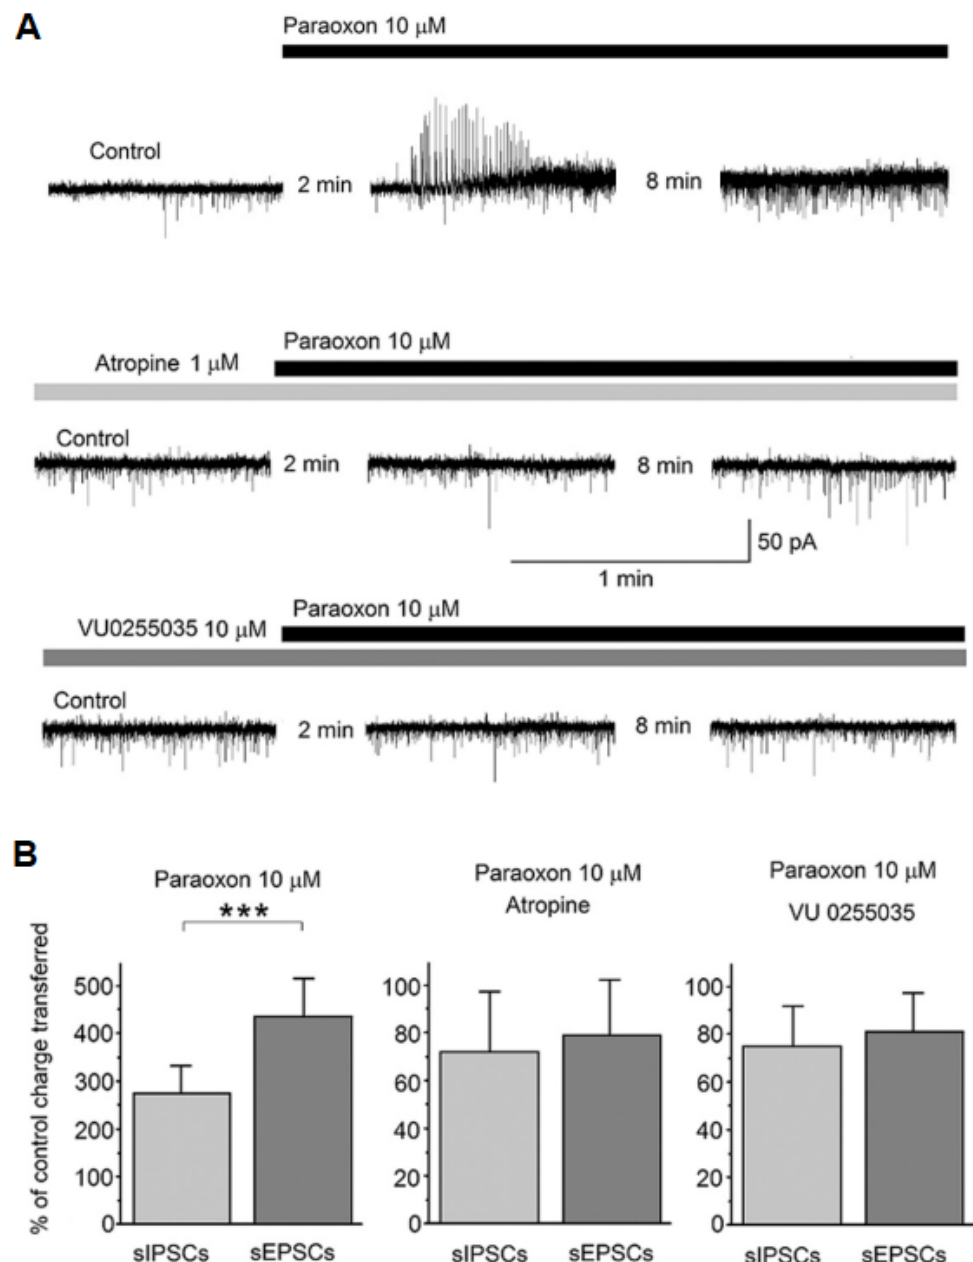 A
Paraoxon 10 μM
Control
2 min
8 min
Paraoxon 10 μM
Atropine 1 μM
Control
2 min
8 min
50 pA
1 min
Paraoxon 10 μM
VU0255035 10 μM
Control
2 min
8 min
B
% of control charge transferred
Paraoxon 10 μM
***
500
400
300
200
100
0
sIPSCs sEPSCs
Paraoxon 10 μM
Atropine
100
80
60
40
20
0
sIPSCs sEPSCs
Paraoxon 10 μM
VU 0255035
100
80
60
40
20
0
sIPSCs sEPSCs